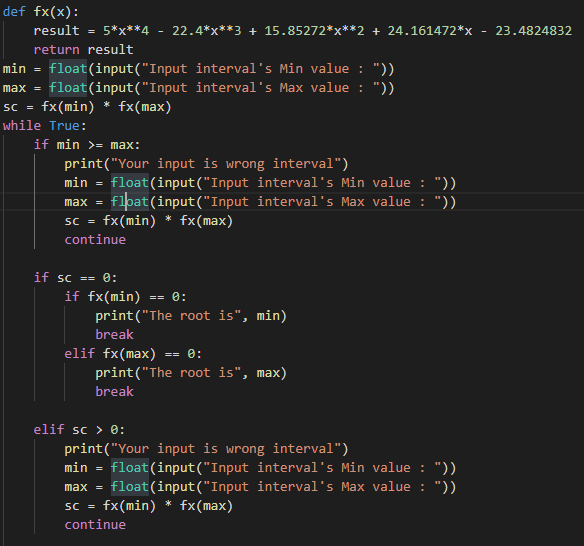 def fx(x):
    result = 5*x**4 - 22.4*x**3 + 15.85272*x**2 + 24.161472*x - 23.4824832
    return result
min = float(input("Input interval's Min value : "))
max = float(input("Input interval's Max value : "))
sc = fx(min) * fx(max)
while True:
    if min >= max:
        print("Your input is wrong interval")
        min = float(input("Input interval's Min value : "))
        max = float(input("Input interval's Max value : "))
        sc = fx(min) * fx(max)
        continue

    if sc == 0:
        if fx(min) == 0:
            print("The root is", min)
            break
        elif fx(max) == 0:
            print("The root is", max)
            break

    elif sc > 0:
        print("Your input is wrong interval")
        min = float(input("Input interval's Min value : "))
        max = float(input("Input interval's Max value : "))
        sc = fx(min) * fx(max)
        continue